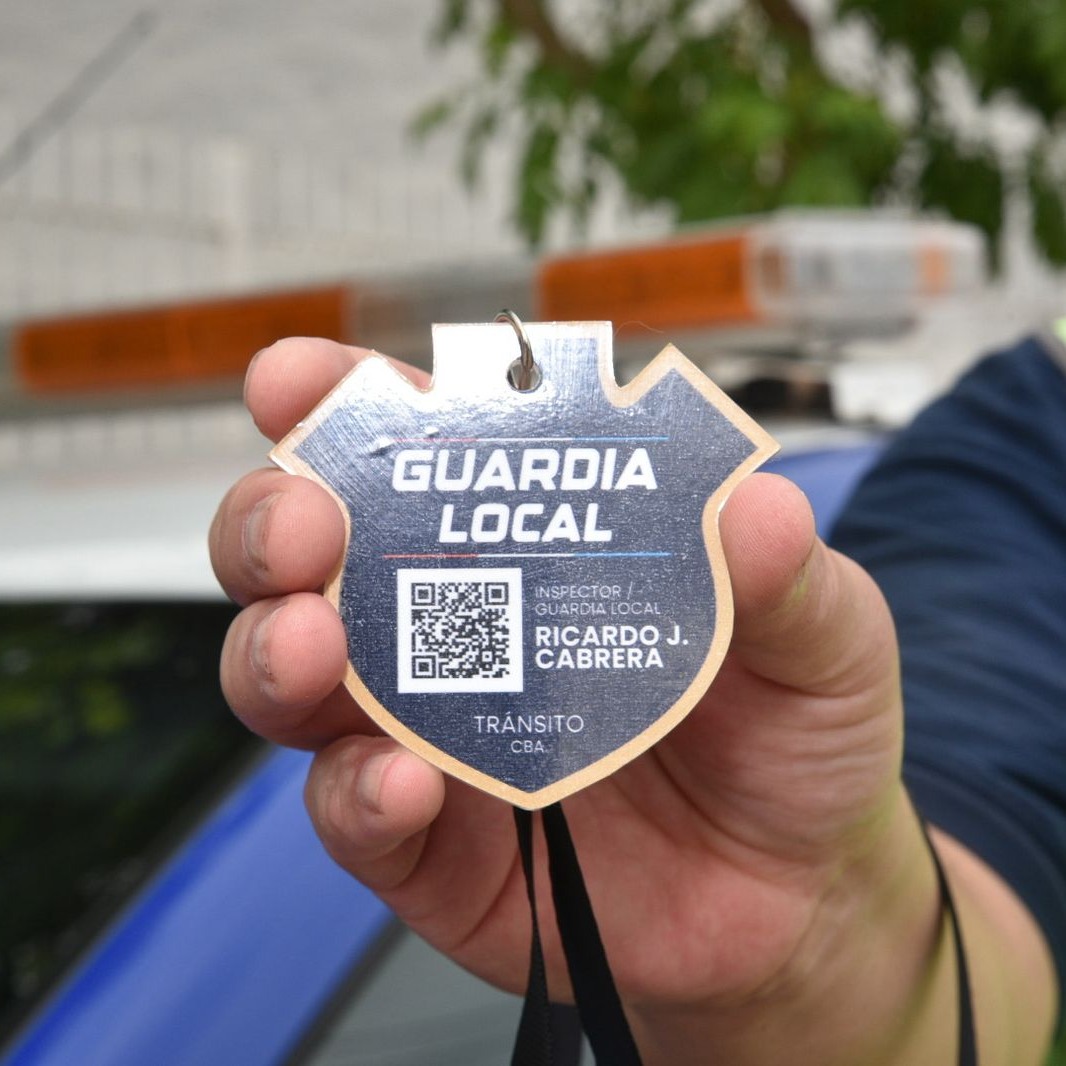 GUARDIA
LOCAL
INSPECTOR /
GUARDIA LOCAL
RICARDO J.
CABRERA
TRÁNSITO
CBA.